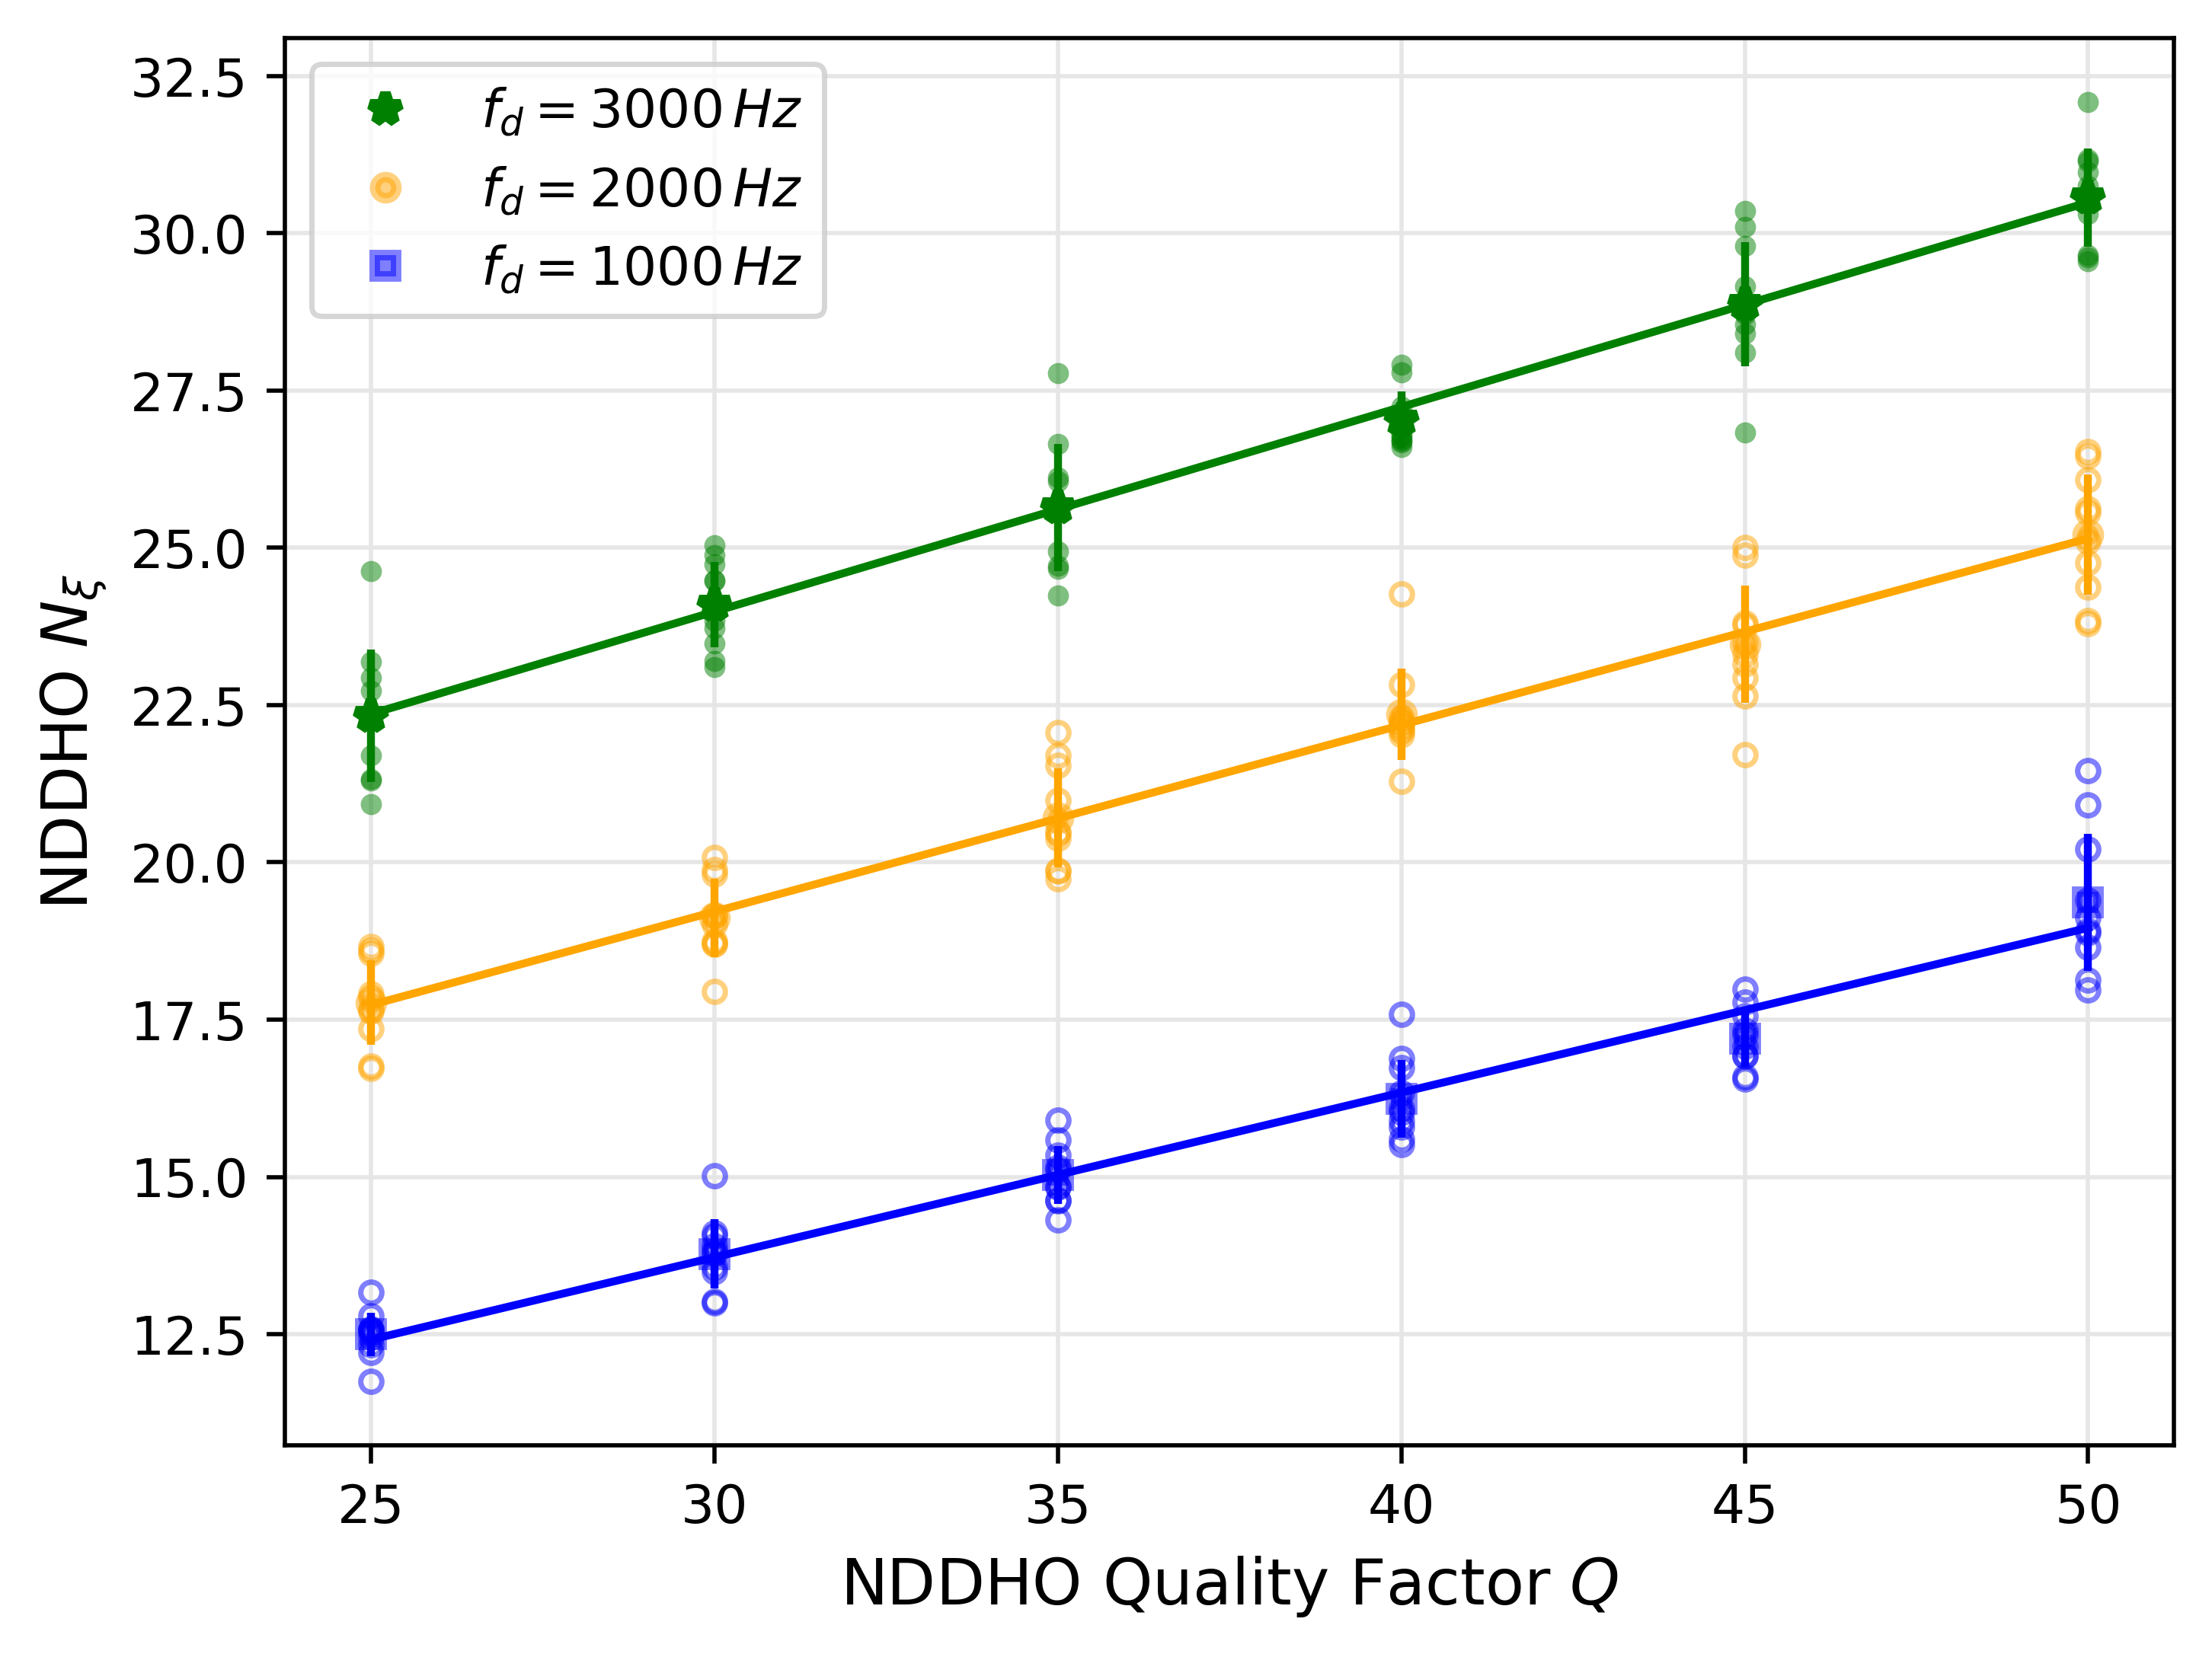 32.5
30.0
27.5
25.0
22.5
20.0
17.5
15.0
12.5
NDDHO N_ξ
f_d = 3000 Hz
f_d = 2000 Hz
f_d = 1000 Hz
25 30 35 40 45 50
NDDHO Quality Factor Q